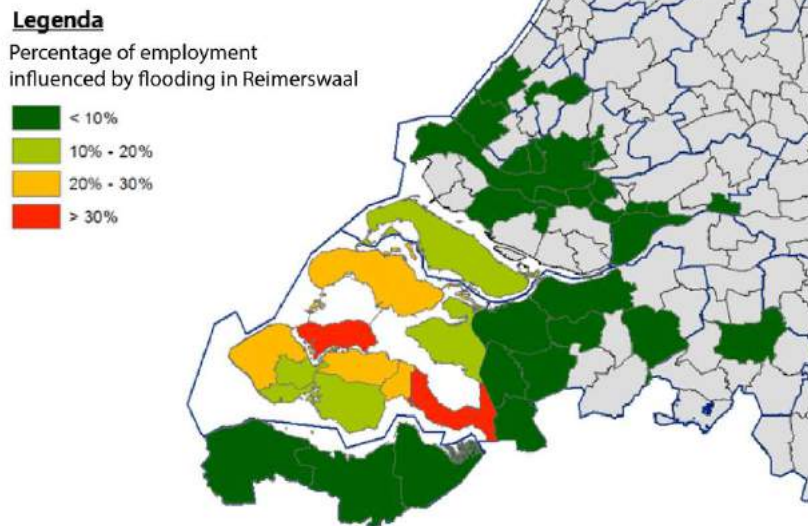 Legenda
Percentage of employment
influenced by flooding in Reimerswaal
< 10%
10% - 20%
20% - 30%
> 30%